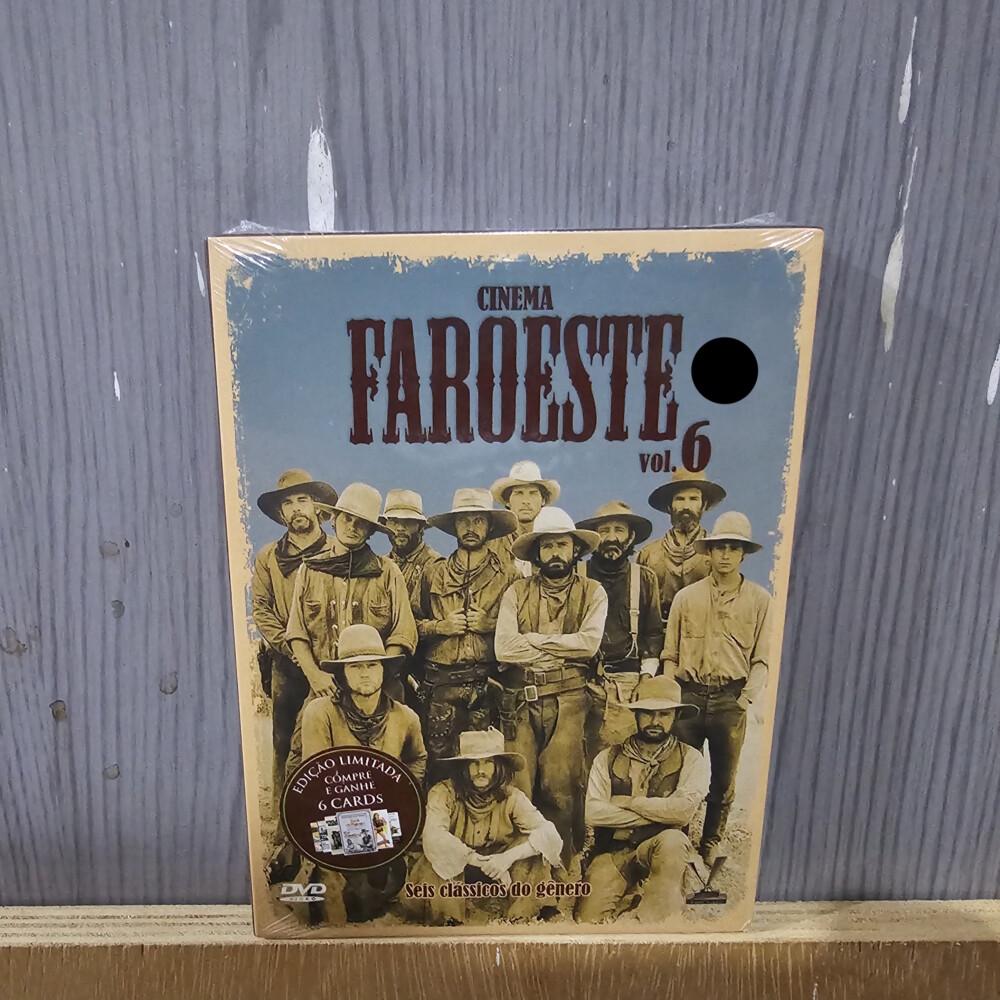 CINEMA
FAROESTE
vol. 6
EDIÇÃO LIMITADA
COMPRE
E GANHE
6 CARDS
DVD
Seis clássicos do gênero